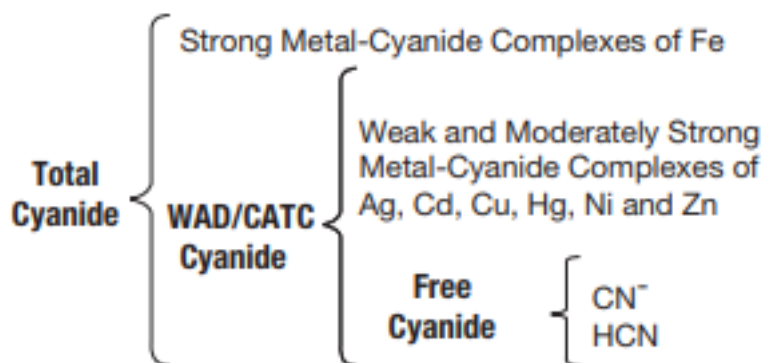 Strong Metal-Cyanide Complexes of Fe
Total
Cyanide
WAD/CATC
Cyanide
Weak and Moderately Strong
Metal-Cyanide Complexes of
Ag, Cd, Cu, Hg, Ni and Zn
Free
Cyanide
CN⁻
HCN